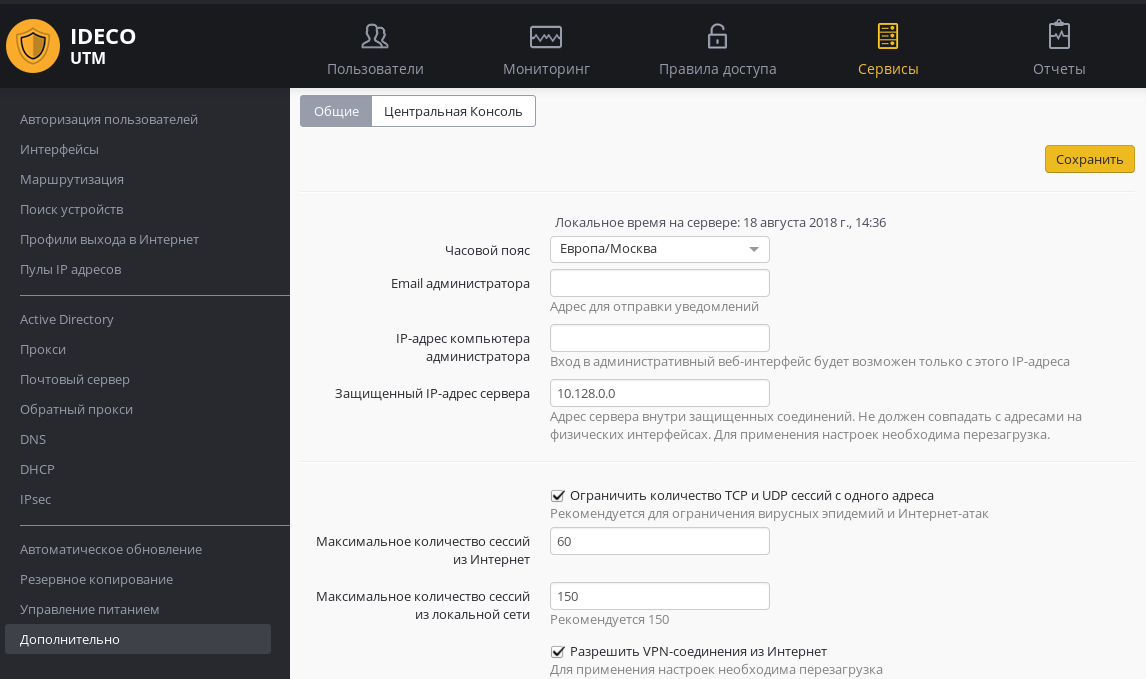 IDECO
UTM
Пользователи
Мониторинг
Правила доступа
Сервисы
Отчеты
Авторизация пользователей
Интерфейсы
Маршрутизация
Поиск устройств
Профили выхода в Интернет
Пулы IP адресов
Active Directory
Прокси
Почтовый сервер
Обратный прокси
DNS
DHCP
IPsec
Автоматическое обновление
Резервное копирование
Управление питанием
Дополнительно
Общие
Центральная Консоль
Сохранить
Локальное время на сервере: 18 августа 2018 г., 14:36
Часовой пояс
Европа/Москва
Email администратора
Адрес для отправки уведомлений
IP-адрес компьютера
администратора
Вход в административный веб-интерфейс будет возможен только с этого IP-адреса
Защищенный IP-адрес сервера
10.128.0.0
Адрес сервера внутри защищенных соединений. Не должен совпадать с адресами на
физических интерфейсах. Для применения настроек необходима перезагрузка.
Ограничить количество TCP и UDP сессий с одного адреса
Рекомендуется для ограничения вирусных эпидемий и Интернет-атак
Максимальное количество сессий
из Интернет
60
Максимальное количество сессий
из локальной сети
150
Рекомендуется 150
Разрешить VPN-соединения из Интернет
Для применения настроек необходима перезагрузка